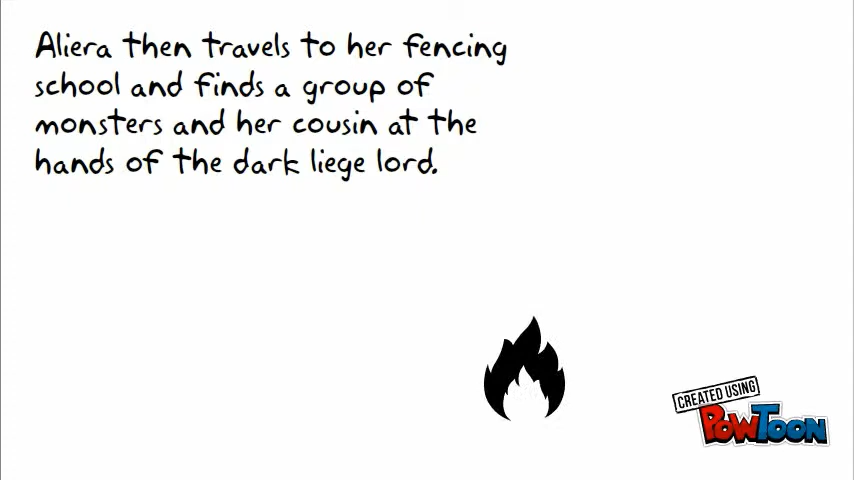 Aliera then travels to her fencing
school and finds a group of
monsters and her cousin at the
hands of the dark liege lord.
CREATED USING
POWTOON